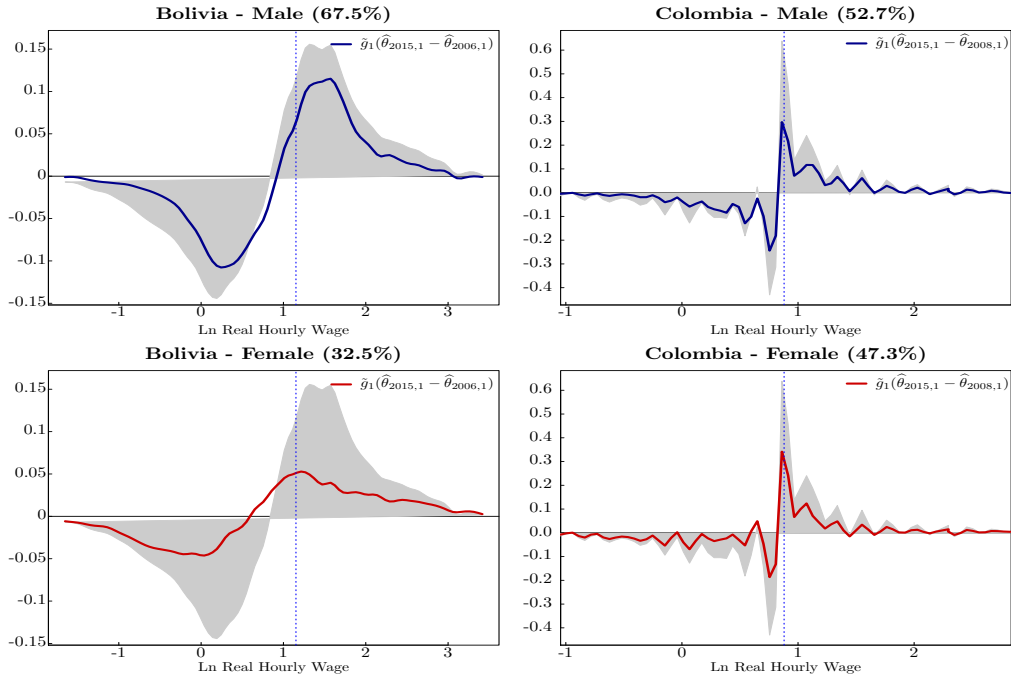 Bolivia - Male (67.5%)
g̃₁(θ̂₂₀₁₅,₁ − θ̂₂₀₀₆,₁)
0.15
0.1
0.05
0
-0.05
-0.1
-0.15
-1 0 1 2 3
Ln Real Hourly Wage
Colombia - Male (52.7%)
g̃₁(θ̂₂₀₁₅,₁ − θ̂₂₀₀₈,₁)
0.6
0.5
0.4
0.3
0.2
0.1
0.0
-0.1
-0.2
-0.3
-0.4
-1 0 1 2
Ln Real Hourly Wage
Bolivia - Female (32.5%)
g̃₁(θ̂₂₀₁₅,₁ − θ̂₂₀₀₆,₁)
0.15
0.1
0.05
0
-0.05
-0.1
-0.15
-1 0 1 2 3
Ln Real Hourly Wage
Colombia - Female (47.3%)
g̃₁(θ̂₂₀₁₅,₁ − θ̂₂₀₀₈,₁)
0.6
0.5
0.4
0.3
0.2
0.1
0.0
-0.1
-0.2
-0.3
-0.4
-1 0 1 2
Ln Real Hourly Wage